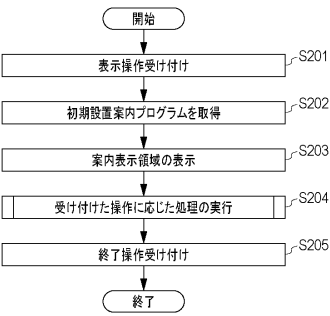 開始
表示操作受け付け S201
初期設置案内プログラムを取得 S202
案内表示領域の表示 S203
受け付けた操作に応じた処理の実行 S204
終了操作受け付け S205
終了